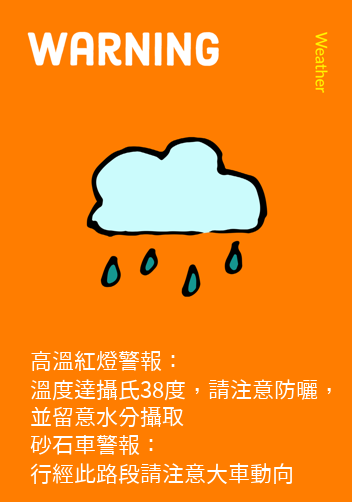 WARNING
Weather
高溫紅燈警報：
溫度達攝氏38度，請注意防曬，
並留意水分攝取
砂石車警報：
行經此路段請注意大車動向